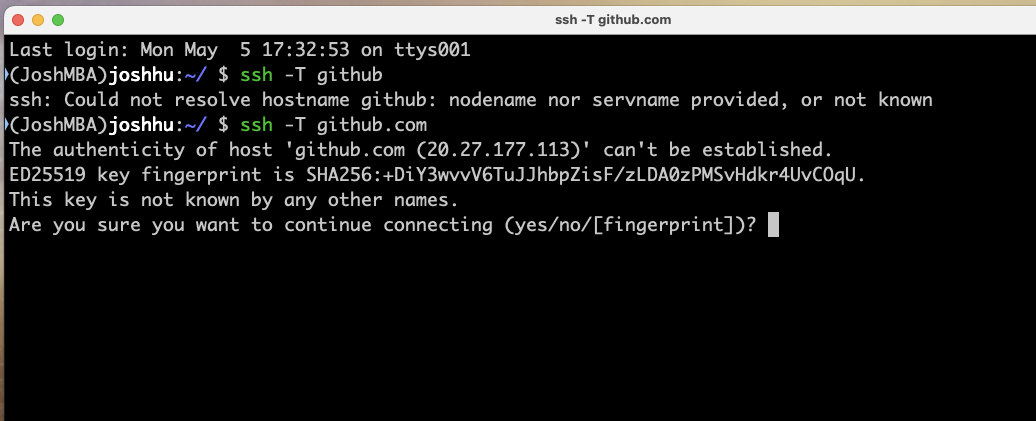 ssh -T github.com
Last login: Mon May  5 17:32:53 on ttys001
(JoshMBA)joshhu:~/ $ ssh -T github
ssh: Could not resolve hostname github: nodename nor servname provided, or not known
(JoshMBA)joshhu:~/ $ ssh -T github.com
The authenticity of host 'github.com (20.27.177.113)' can't be established.
ED25519 key fingerprint is SHA256:+DiY3wvvV6TuJJhbpZisF/zLDA0zPMSvHdkr4UvCOqU.
This key is not known by any other names.
Are you sure you want to continue connecting (yes/no/[fingerprint])?